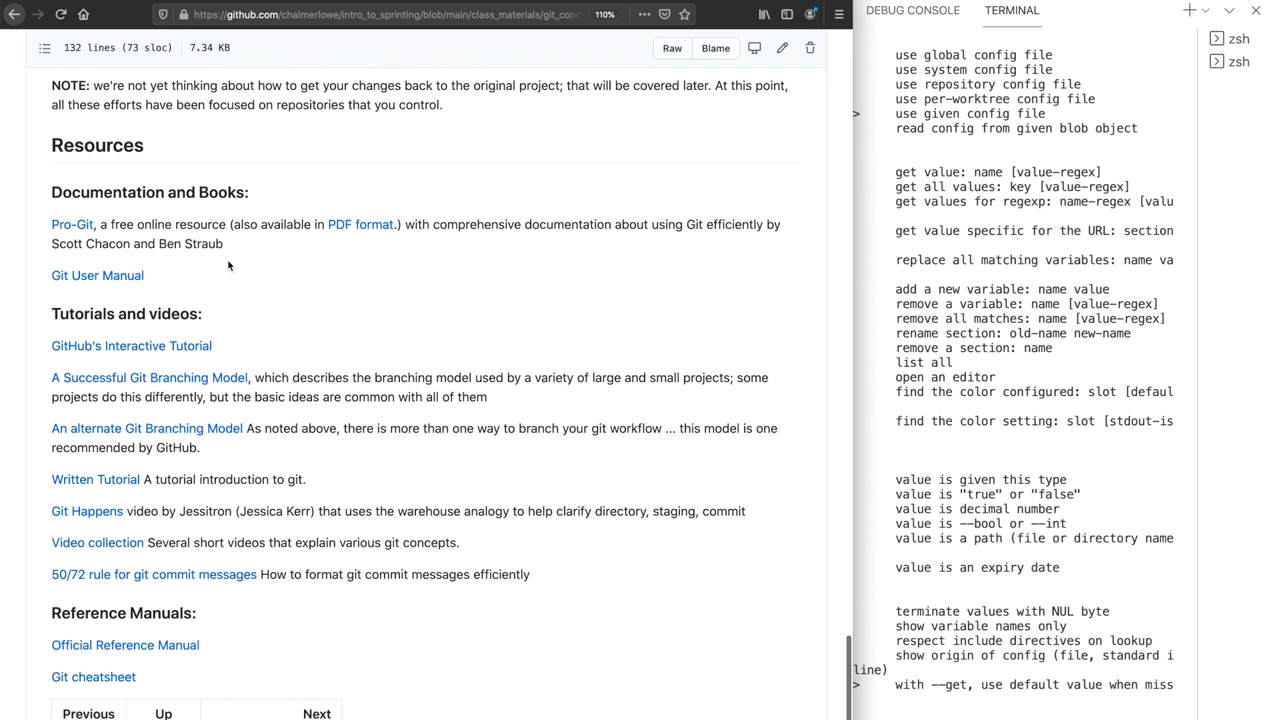 https://github.com/chalmerlowe/intro_to_sprinting/blob/main/class_materials/git_con
110%
132 lines (73 sloc) 7.34 KB
Raw Blame
NOTE: we're not yet thinking about how to get your changes back to the original project; that will be covered later. At this point,
all these efforts have been focused on repositories that you control.
Resources
Documentation and Books:
Pro-Git, a free online resource (also available in PDF format.) with comprehensive documentation about using Git efficiently by
Scott Chacon and Ben Straub
Git User Manual
Tutorials and videos:
GitHub's Interactive Tutorial
A Successful Git Branching Model, which describes the branching model used by a variety of large and small projects; some
projects do this differently, but the basic ideas are common with all of them
An alternate Git Branching Model As noted above, there is more than one way to branch your git workflow ... this model is one
recommended by GitHub.
Written Tutorial A tutorial introduction to git.
Git Happens video by Jessitron (Jessica Kerr) that uses the warehouse analogy to help clarify directory, staging, commit
Video collection Several short videos that explain various git concepts.
50/72 rule for git commit messages How to format git commit messages efficiently
Reference Manuals:
Official Reference Manual
Git cheatsheet
Previous Up Next
DEBUG CONSOLE TERMINAL
zsh
zsh
use global config file
use system config file
use repository config file
use per-worktree config file
> use given config file
read config from given blob object
get value: name [value-regex]
get all values: key [value-regex]
get values for regexp: name-regex [valu
get value specific for the URL: section
replace all matching variables: name va
add a new variable: name value
remove a variable: name [value-regex]
remove all matches: name [value-regex]
rename section: old-name new-name
remove a section: name
list all
open an editor
find the color configured: slot [defaul
find the color setting: slot [stdout-is
value is given this type
value is "true" or "false"
value is decimal number
value is --bool or --int
value is a path (file or directory name
value is an expiry date
terminate values with NUL byte
show variable names only
respect include directives on lookup
show origin of config (file, standard i
line)
> with --get, use default value when miss